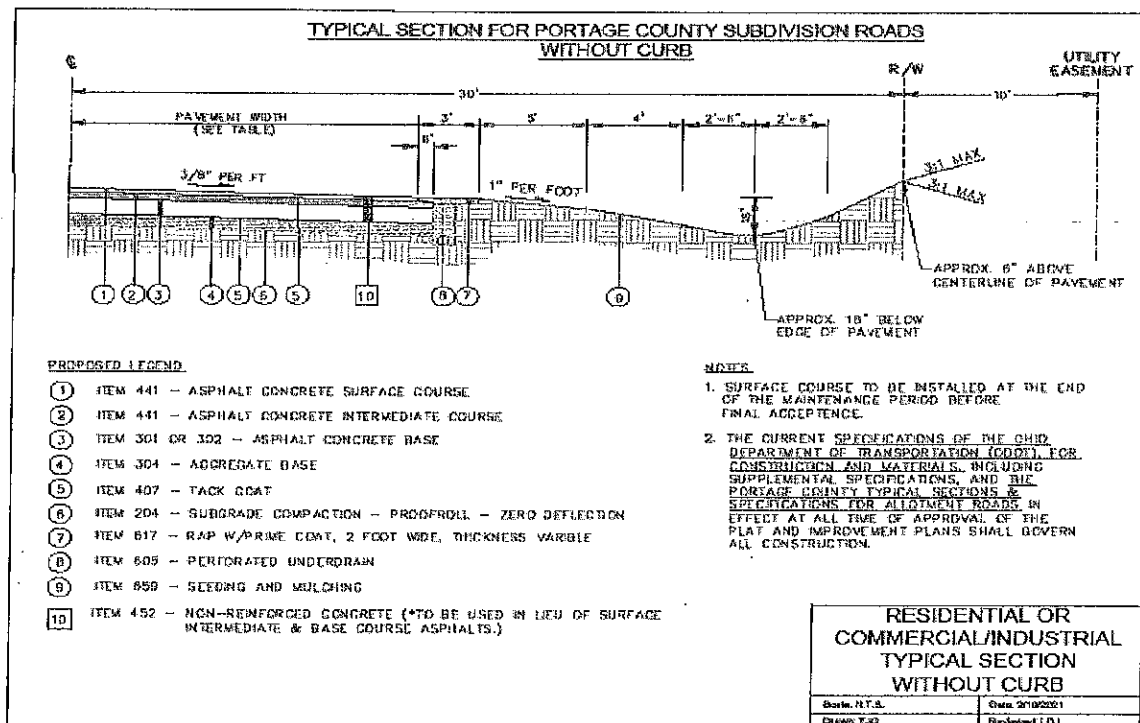 TYPICAL SECTION FOR PORTAGE COUNTY SUBDIVISION ROADS
WITHOUT CURB
℄
R/W
UTILITY
EASEMENT
30'
10'
PAVEMENT WIDTH
(SEE TABLE)
3'
5'
4'
2'-6"
2'-6"
6"
3/8" PER FT
1" PER FOOT
3:1 MAX
3:1 MAX
1 2 3 4 5 6 5 10 8 7 9
APPROX. 6" ABOVE
CENTERLINE OF PAVEMENT
APPROX. 18" BELOW
EDGE OF PAVEMENT
PROPOSED LEGEND
1 ITEM 441 - ASPHALT CONCRETE SURFACE COURSE
2 ITEM 441 - ASPHALT CONCRETE INTERMEDIATE COURSE
3 ITEM 301 OR 302 - ASPHALT CONCRETE BASE
4 ITEM 304 - AGGREGATE BASE
5 ITEM 407 - TACK COAT
6 ITEM 204 - SUBGRADE COMPACTION - PROOFROLL - ZERO DEFLECTION
7 ITEM 617 - RAP W/PRIME COAT, 2 FOOT WIDE, THICKNESS VARIBLE
8 ITEM 605 - PERFORATED UNDERDRAIN
9 ITEM 659 - SEEDING AND MULCHING
10 ITEM 452 - NON-REINFORCED CONCRETE (*TO BE USED IN LIEU OF SURFACE
INTERMEDIATE & BASE COURSE ASPHALTS.)
NOTES
1. SURFACE COURSE TO BE INSTALLED AT THE END
OF THE MAINTENANCE PERIOD BEFORE
FINAL ACCEPTENCE.
2. THE CURRENT SPECIFICATIONS OF THE OHIO
DEPARTMENT OF TRANSPORTATION (ODOT), FOR
CONSTRUCTION AND MATERIALS, INCLUDING
SUPPLEMENTAL SPECIFICATIONS, AND THE
PORTAGE COUNTY TYPICAL SECTIONS &
SPECIFICATIONS FOR ALLOTMENT ROADS IN
EFFECT AT ALL TIME OF APPROVAL OF THE
PLAT AND IMPROVEMENT PLANS SHALL GOVERN
ALL CONSTRUCTION.
RESIDENTIAL OR
COMMERCIAL/INDUSTRIAL
TYPICAL SECTION
WITHOUT CURB
Scale: N.T.S.
Date: 2/10/2021